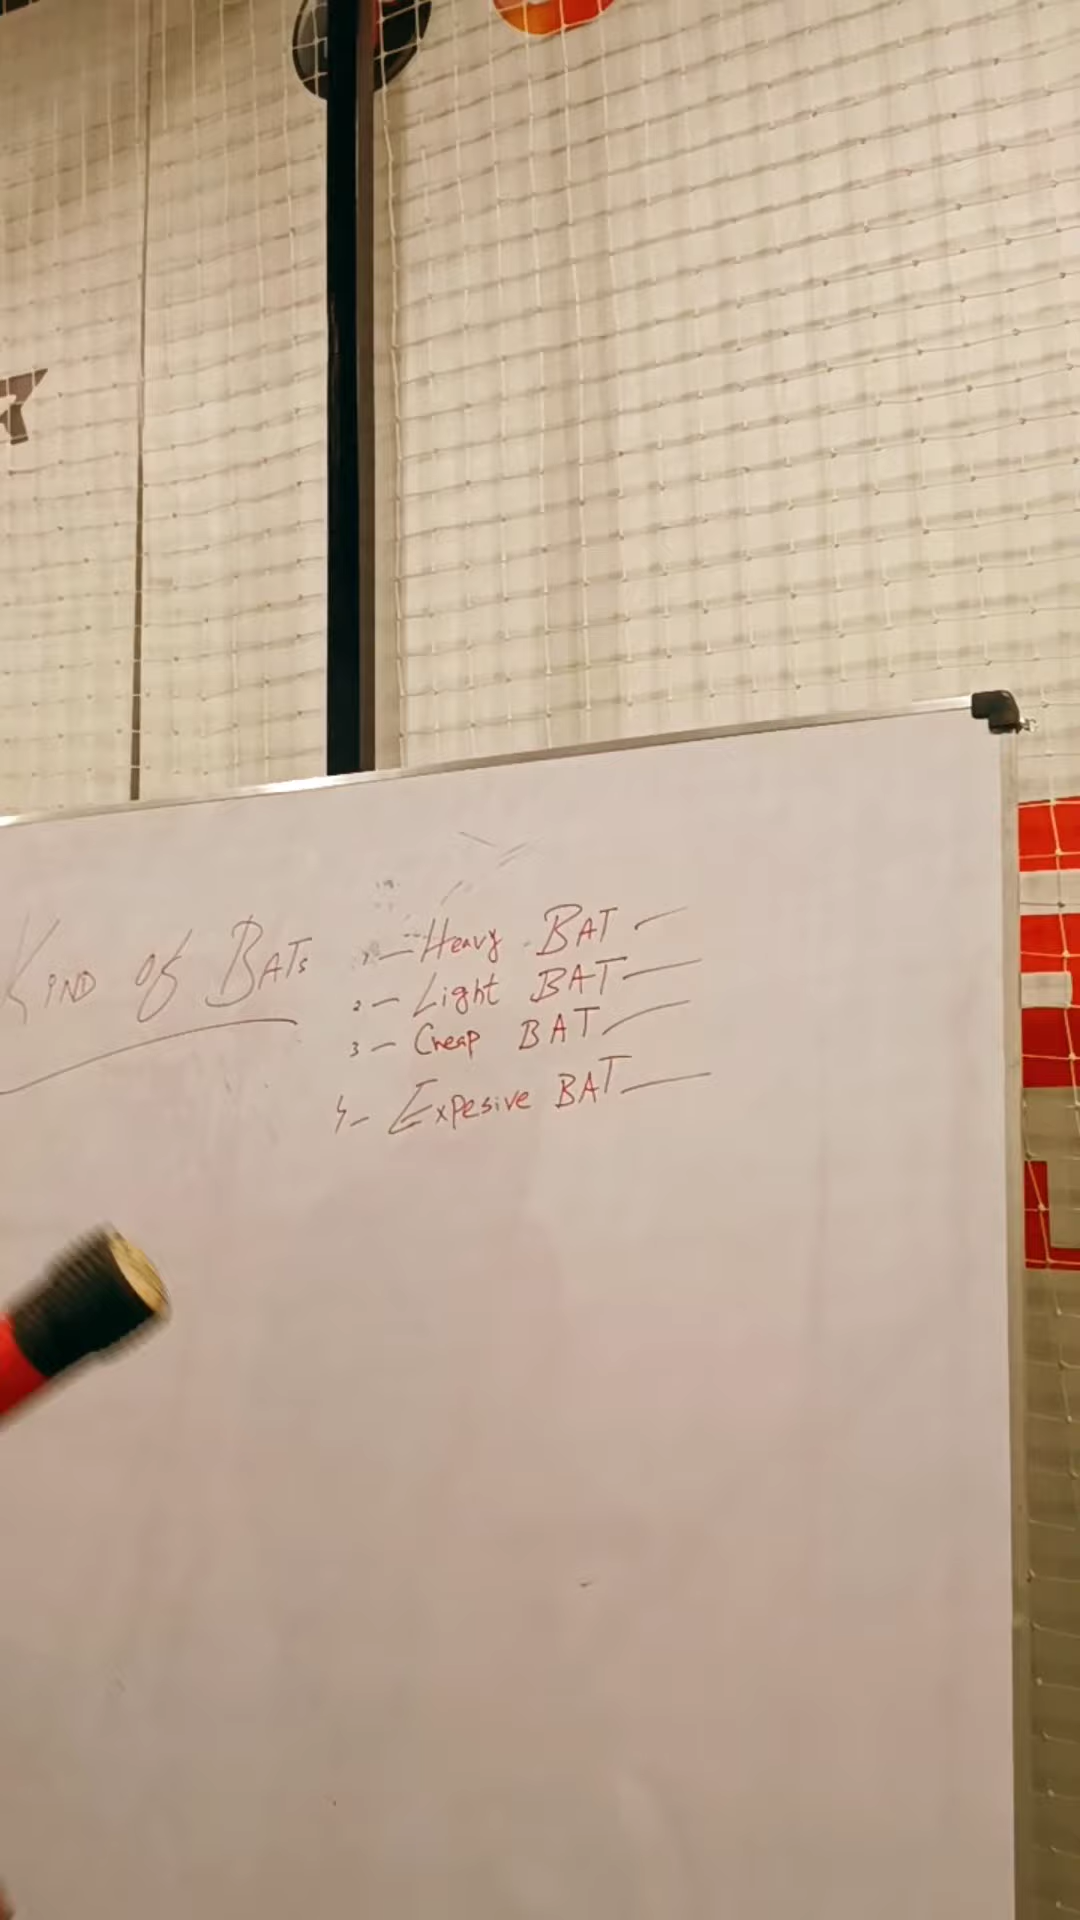 KIND Of BATs
1 - Heavy BAT -
2 - Light BAT -
3 - Cheap BAT -
4 - Expesive BAT -